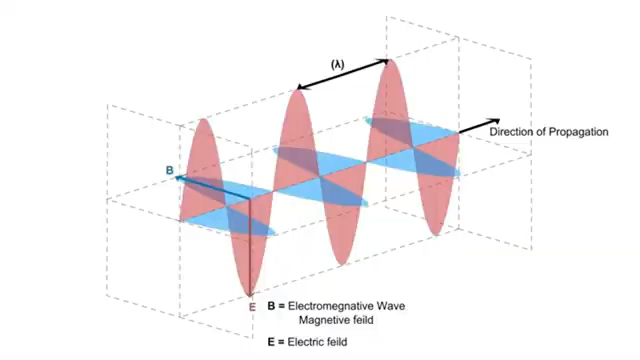 (λ)
Direction of Propagation
B
E
B = Electromegnative Wave
Magnetive feild
E = Electric feild